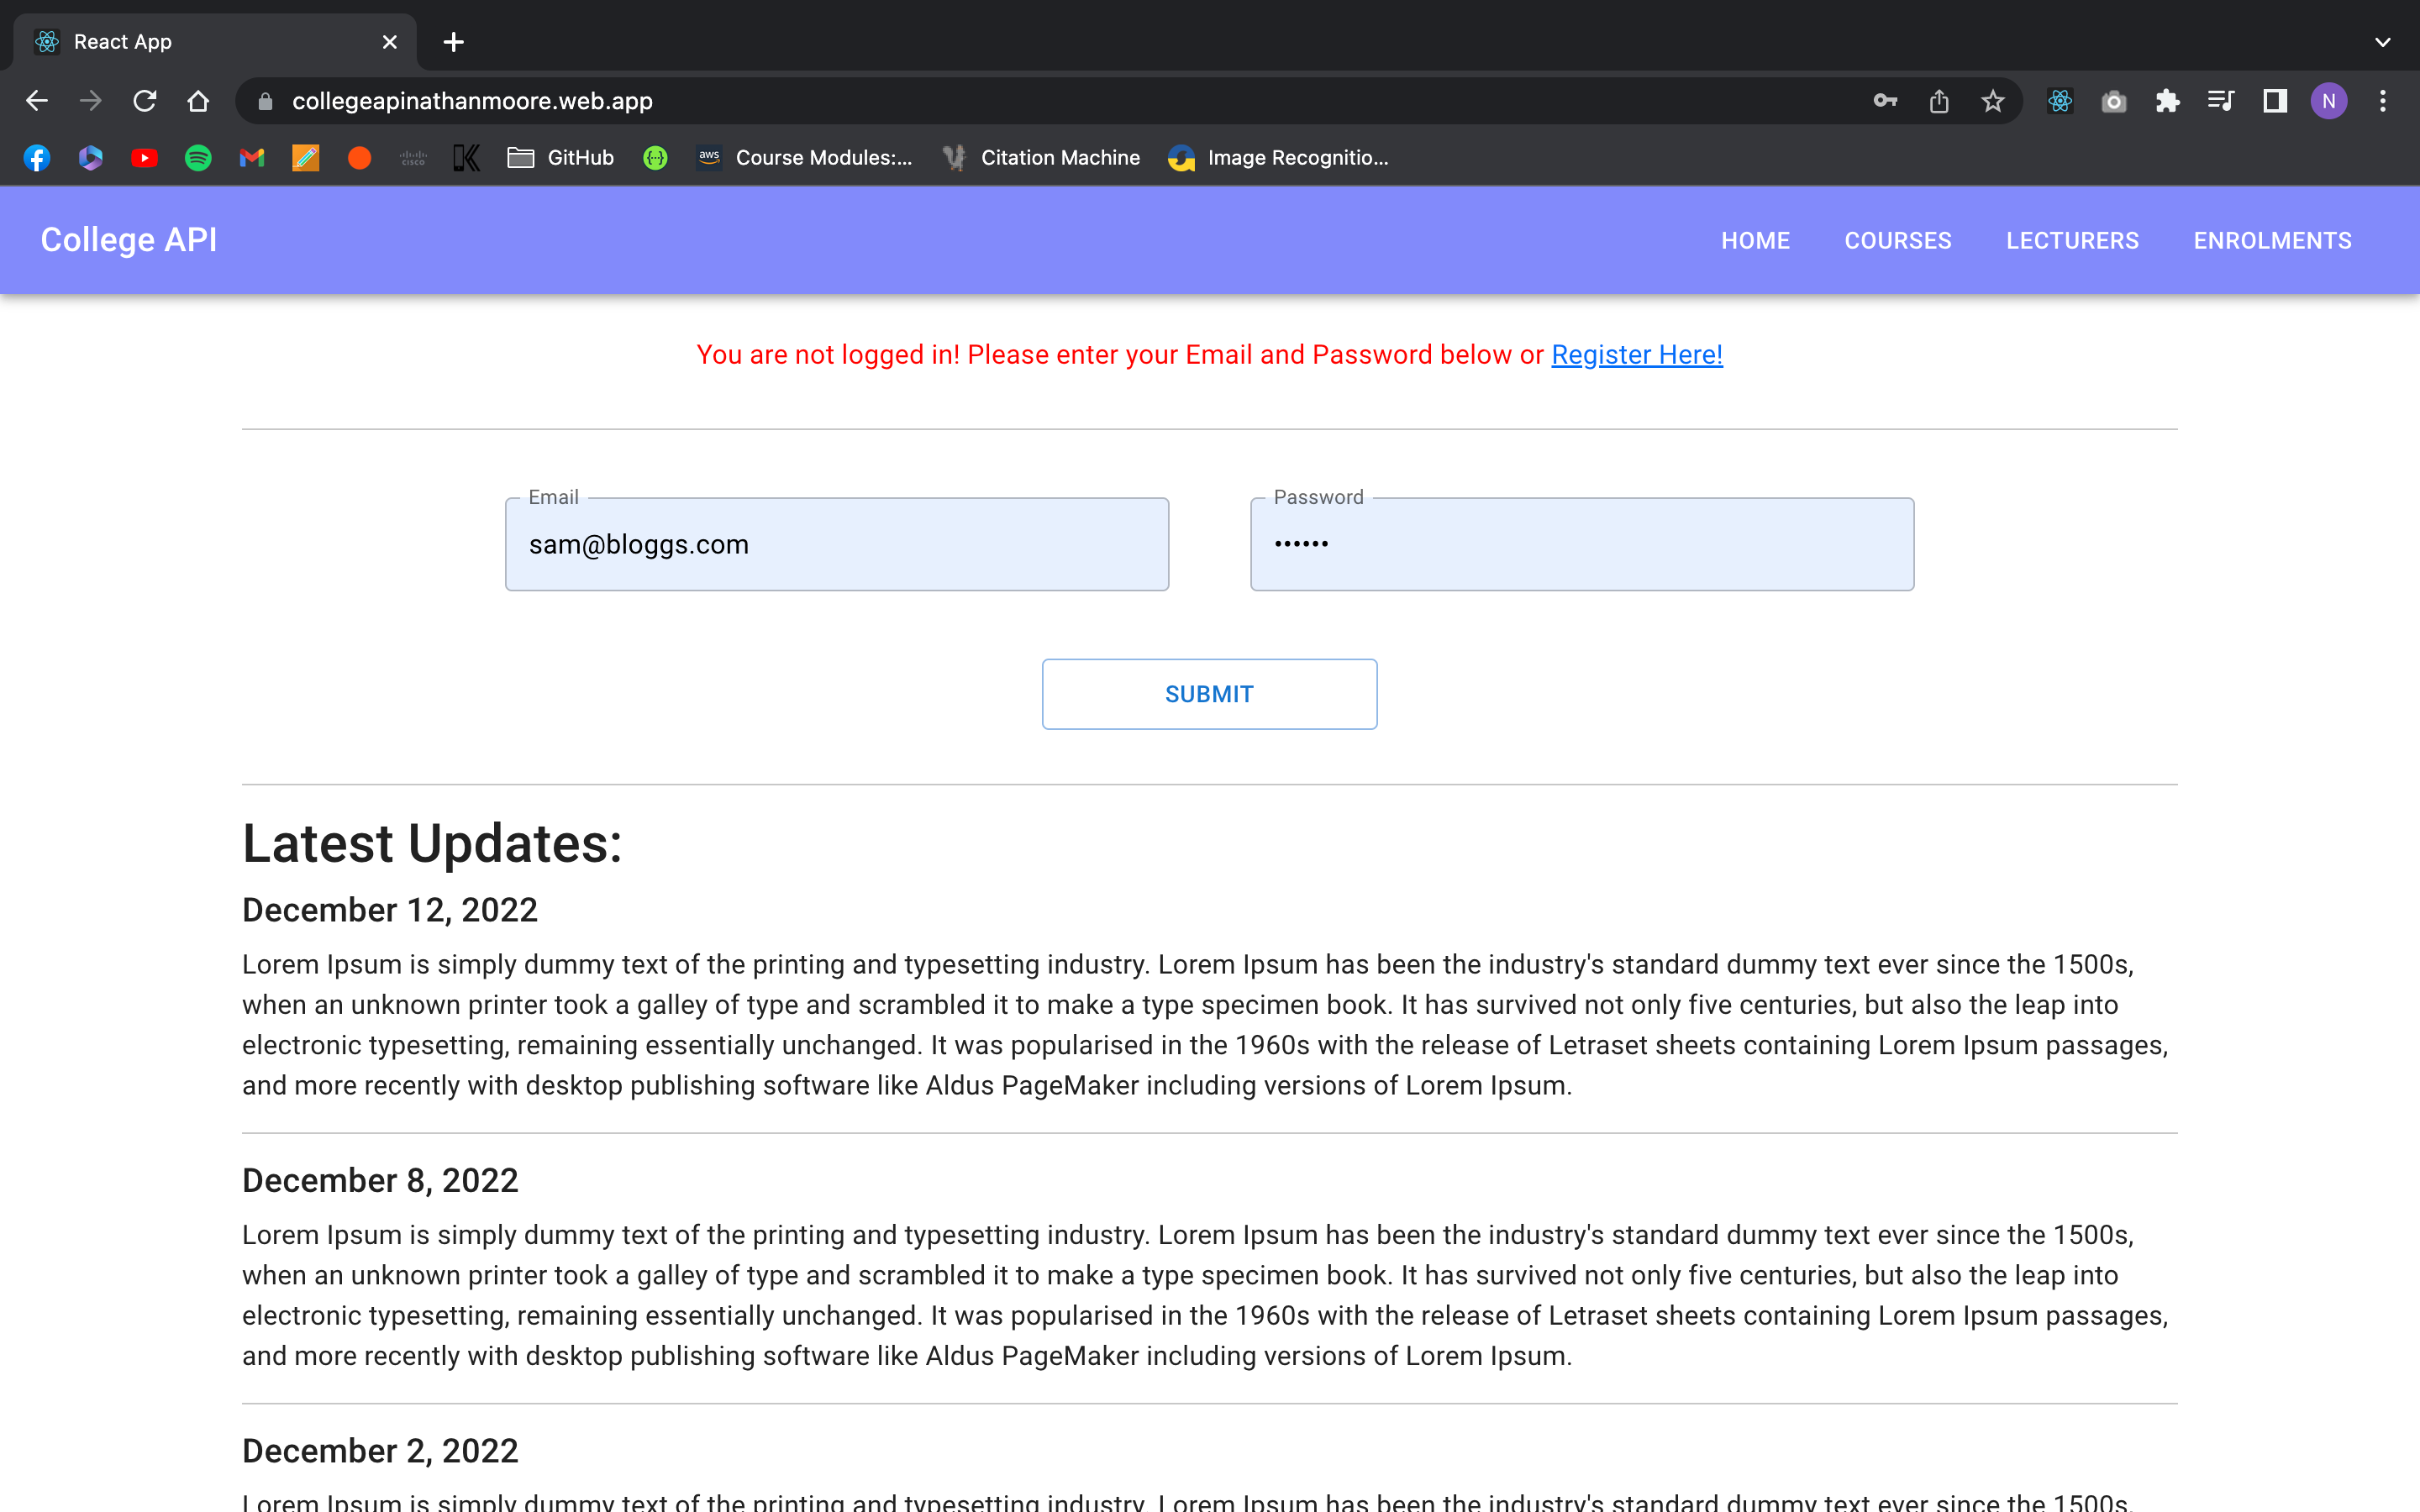 React App
collegeapinathanmoore.web.app
N
cisco
GitHub
aws
Course Modules:...
Citation Machine
Image Recognitio...
College API
HOME
COURSES
LECTURERS
ENROLMENTS
You are not logged in! Please enter your Email and Password below or Register Here!
Email
sam@bloggs.com
Password
••••••
SUBMIT
Latest Updates:
December 12, 2022
Lorem Ipsum is simply dummy text of the printing and typesetting industry. Lorem Ipsum has been the industry's standard dummy text ever since the 1500s,
when an unknown printer took a galley of type and scrambled it to make a type specimen book. It has survived not only five centuries, but also the leap into
electronic typesetting, remaining essentially unchanged. It was popularised in the 1960s with the release of Letraset sheets containing Lorem Ipsum passages,
and more recently with desktop publishing software like Aldus PageMaker including versions of Lorem Ipsum.
December 8, 2022
Lorem Ipsum is simply dummy text of the printing and typesetting industry. Lorem Ipsum has been the industry's standard dummy text ever since the 1500s,
when an unknown printer took a galley of type and scrambled it to make a type specimen book. It has survived not only five centuries, but also the leap into
electronic typesetting, remaining essentially unchanged. It was popularised in the 1960s with the release of Letraset sheets containing Lorem Ipsum passages,
and more recently with desktop publishing software like Aldus PageMaker including versions of Lorem Ipsum.
December 2, 2022
Lorem Ipsum is simply dummy text of the printing and typesetting industry. Lorem Ipsum has been the industry's standard dummy text ever since the 1500s,